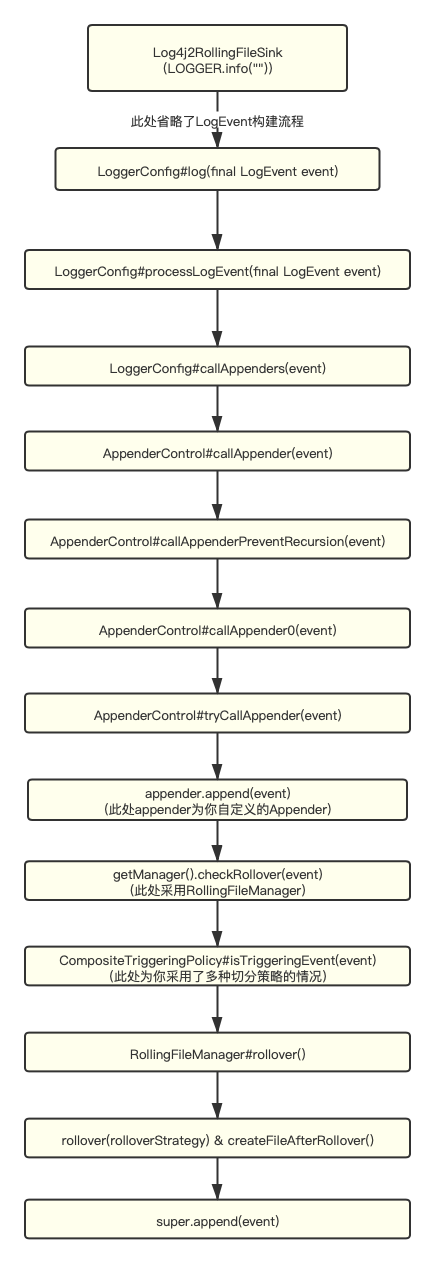 Log4j2RollingFileSink
(LOGGER.info(""))
此处省略了LogEvent构建流程
LoggerConfig#log(final LogEvent event)
LoggerConfig#processLogEvent(final LogEvent event)
LoggerConfig#callAppenders(event)
AppenderControl#callAppender(event)
AppenderControl#callAppenderPreventRecursion(event)
AppenderControl#callAppender0(event)
AppenderControl#tryCallAppender(event)
appender.append(event)
(此处appender为你自定义的Appender)
getManager().checkRollover(event)
(此处采用RollingFileManager)
CompositeTriggeringPolicy#isTriggeringEvent(event)
(此处为你采用了多种切分策略的情况)
RollingFileManager#rollover()
rollover(rolloverStrategy) & createFileAfterRollover()
super.append(event)